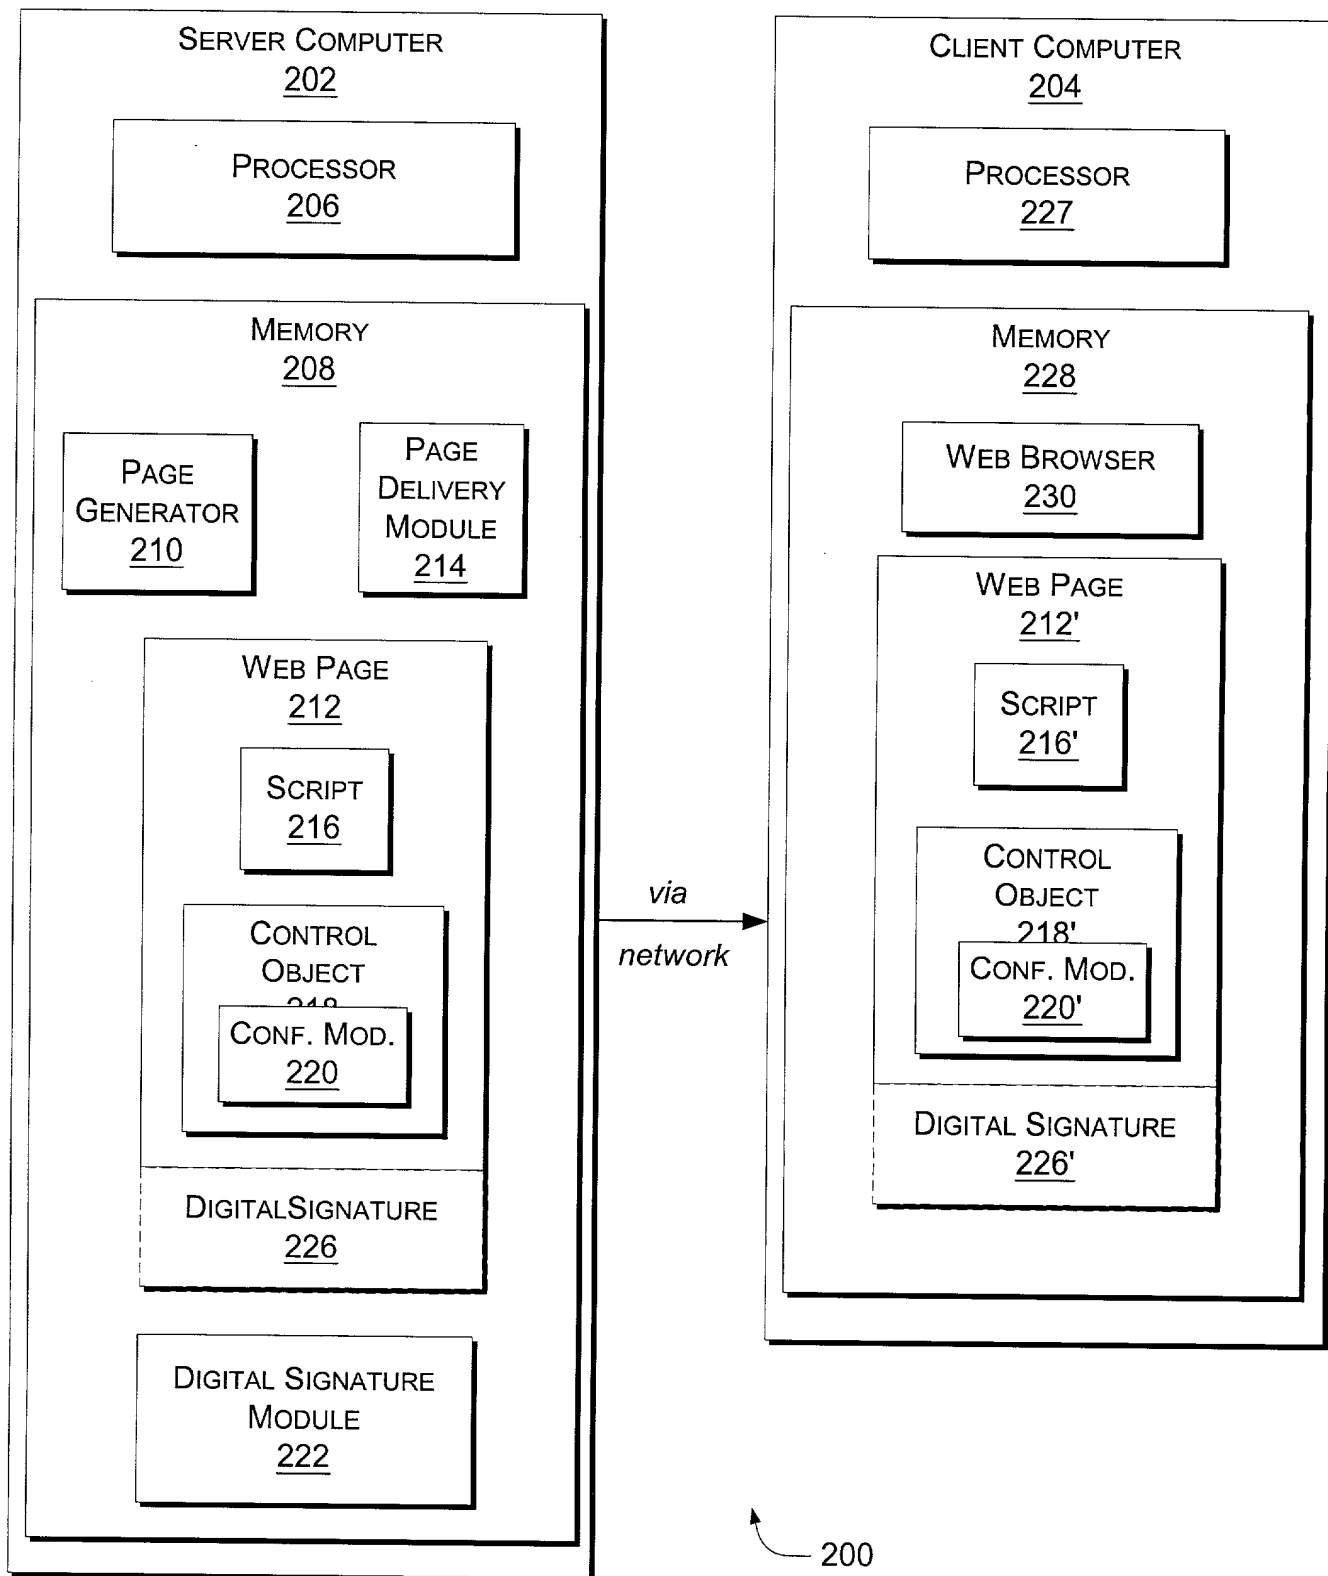 SERVER COMPUTER
202
PROCESSOR
206
MEMORY
208
PAGE
GENERATOR
210
PAGE
DELIVERY
MODULE
214
WEB PAGE
212
SCRIPT
216
CONTROL
OBJECT
218
CONF. MOD.
220
DIGITALSIGNATURE
226
DIGITAL SIGNATURE
MODULE
222
via
network
CLIENT COMPUTER
204
PROCESSOR
227
MEMORY
228
WEB BROWSER
230
WEB PAGE
212'
SCRIPT
216'
CONTROL
OBJECT
218'
CONF. MOD.
220'
DIGITAL SIGNATURE
226'
200